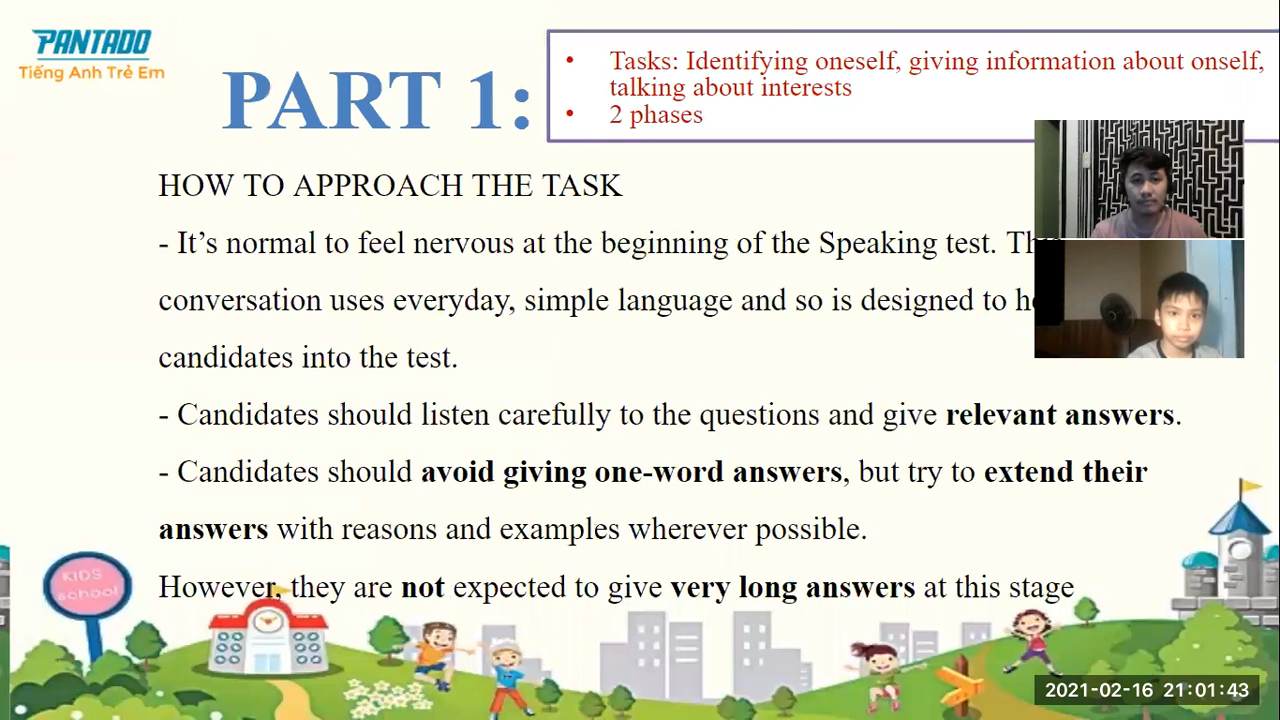 PANTADO
Tiếng Anh Trẻ Em
PART 1:
• Tasks: Identifying oneself, giving information about onself,
talking about interests
• 2 phases
HOW TO APPROACH THE TASK
- It’s normal to feel nervous at the beginning of the Speaking test.
conversation uses everyday, simple language and so is designed to
candidates into the test.
- Candidates should listen carefully to the questions and give relevant answers.
- Candidates should avoid giving one-word answers, but try to extend their
answers with reasons and examples wherever possible.
However, they are not expected to give very long answers at this stage
KIDS
school
2021-02-16 21:01:43